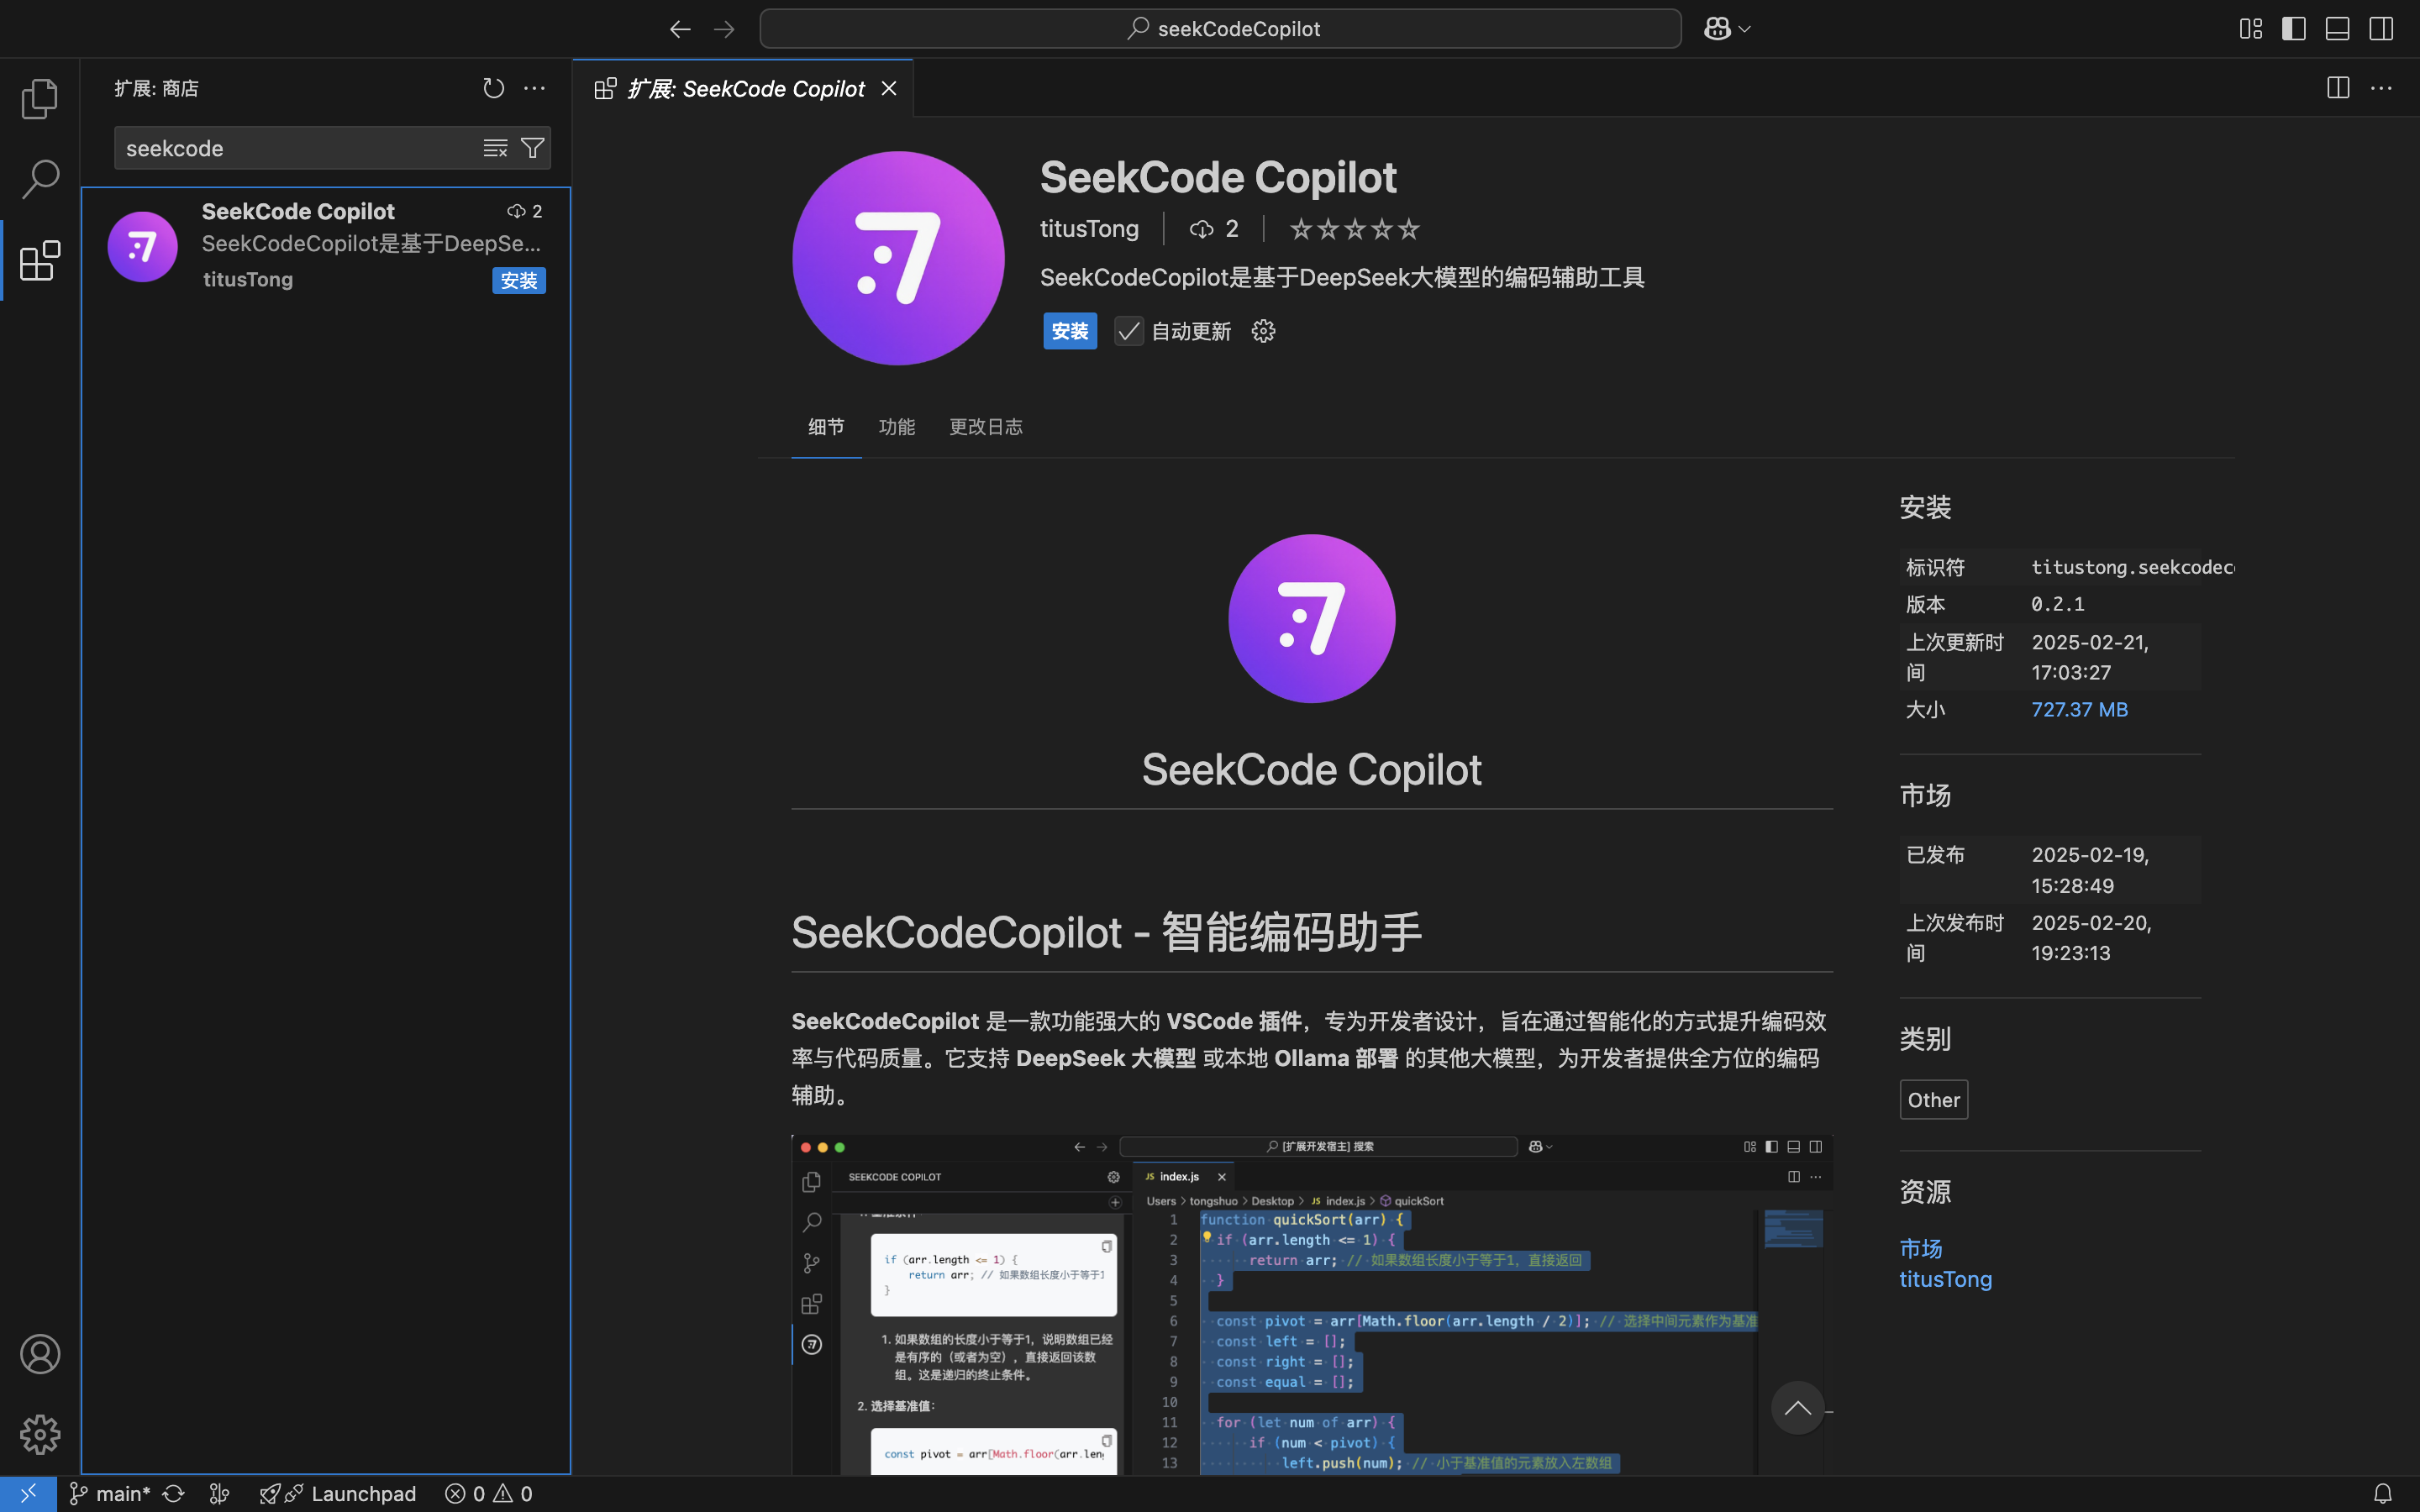 seekCodeCopilot
扩展: 商店
seekcode
SeekCode Copilot
2
SeekCodeCopilot是基于DeepSe...
titusTong
安装
扩展: SeekCode Copilot
SeekCode Copilot
titusTong
2
SeekCodeCopilot是基于DeepSeek大模型的编码辅助工具
安装
自动更新
细节
功能
更改日志
SeekCode Copilot
SeekCodeCopilot - 智能编码助手
SeekCodeCopilot 是一款功能强大的 VSCode 插件，专为开发者设计，旨在通过智能化的方式提升编码效
率与代码质量。它支持 DeepSeek 大模型 或本地 Ollama 部署 的其他大模型，为开发者提供全方位的编码
辅助。
[扩展开发宿主] 搜索
SEEKCODE COPILOT
if (arr.length <= 1) {
return arr; // 如果数组长度小于等于1
}
1. 如果数组的长度小于等于1，说明数组已经
是有序的（或者为空），直接返回该数
组。这是递归的终止条件。
2. 选择基准值：
const pivot = arr[Math.floor(arr.len
JS index.js
Users > tongshuo > Desktop > JS index.js > quickSort
1 function quickSort(arr) {
2 if (arr.length <= 1) {
3 return arr; // 如果数组长度小于等于1，直接返回
4 }
5
6 const pivot = arr[Math.floor(arr.length / 2)]; // 选择中间元素作为基准
7 const left = [];
8 const right = [];
9 const equal = [];
10
11 for (let num of arr) {
12 if (num < pivot) {
13 left.push(num); // 小于基准值的元素放入左数组
安装
标识符 titustong.seekcodec
版本 0.2.1
上次更新时间 2025-02-21, 17:03:27
大小 727.37 MB
市场
已发布 2025-02-19, 15:28:49
上次发布时间 2025-02-20, 19:23:13
类别
Other
资源
市场
titusTong
main*
Launchpad
0
0